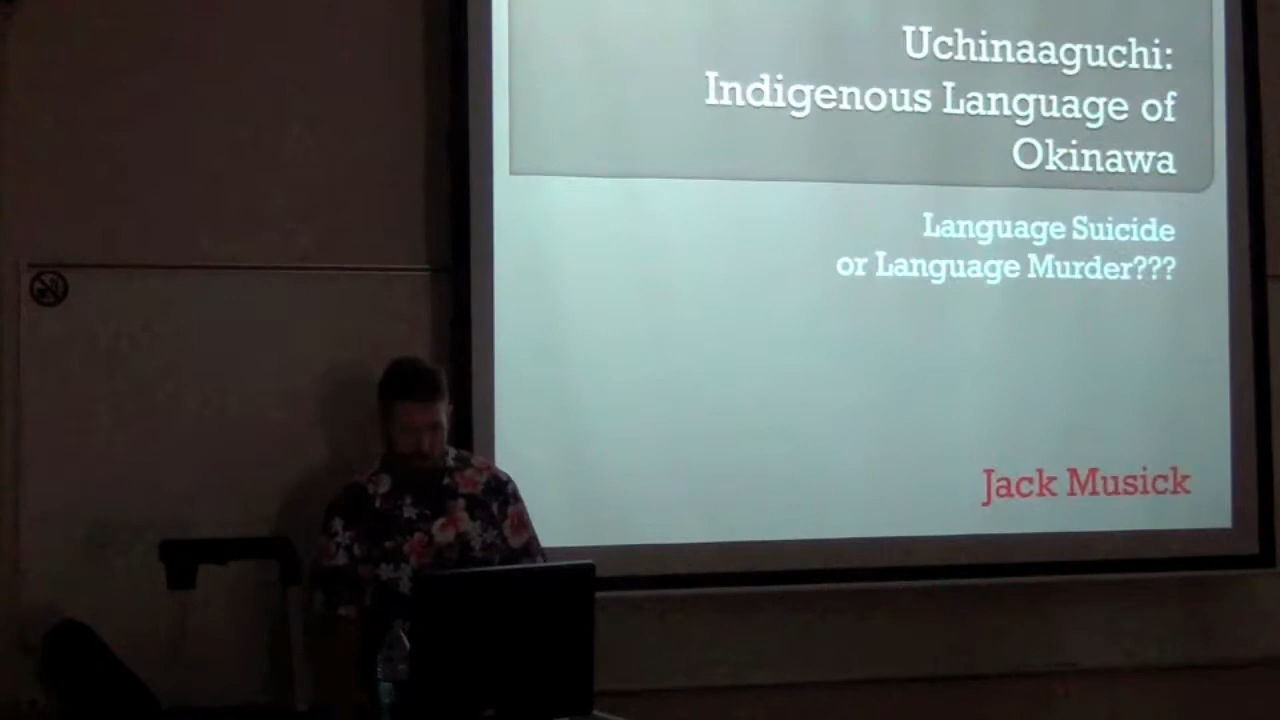 Uchinaaguchi:
Indigenous Language of
Okinawa
Language Suicide
or Language Murder???
Jack Musick